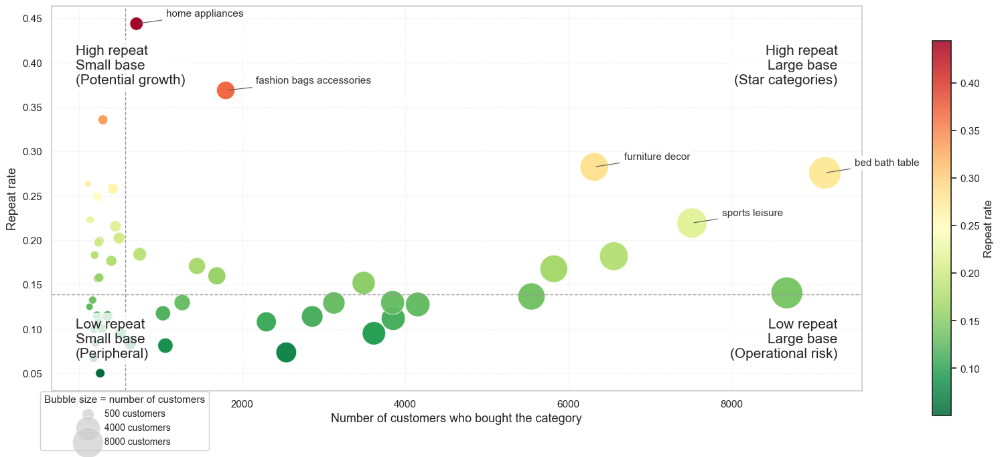 home appliances
fashion bags accessories
furniture decor
bed bath table
sports leisure
High repeat
Small base
(Potential growth)
High repeat
Large base
(Star categories)
Low repeat
Small base
(Peripheral)
Low repeat
Large base
(Operational risk)
Repeat rate
0.45
0.40
0.35
0.30
0.25
0.20
0.15
0.10
0.05
2000
4000
6000
8000
Number of customers who bought the category
Bubble size = number of customers
500 customers
4000 customers
8000 customers
0.40
0.35
0.30
0.25
0.20
0.15
0.10
Repeat rate